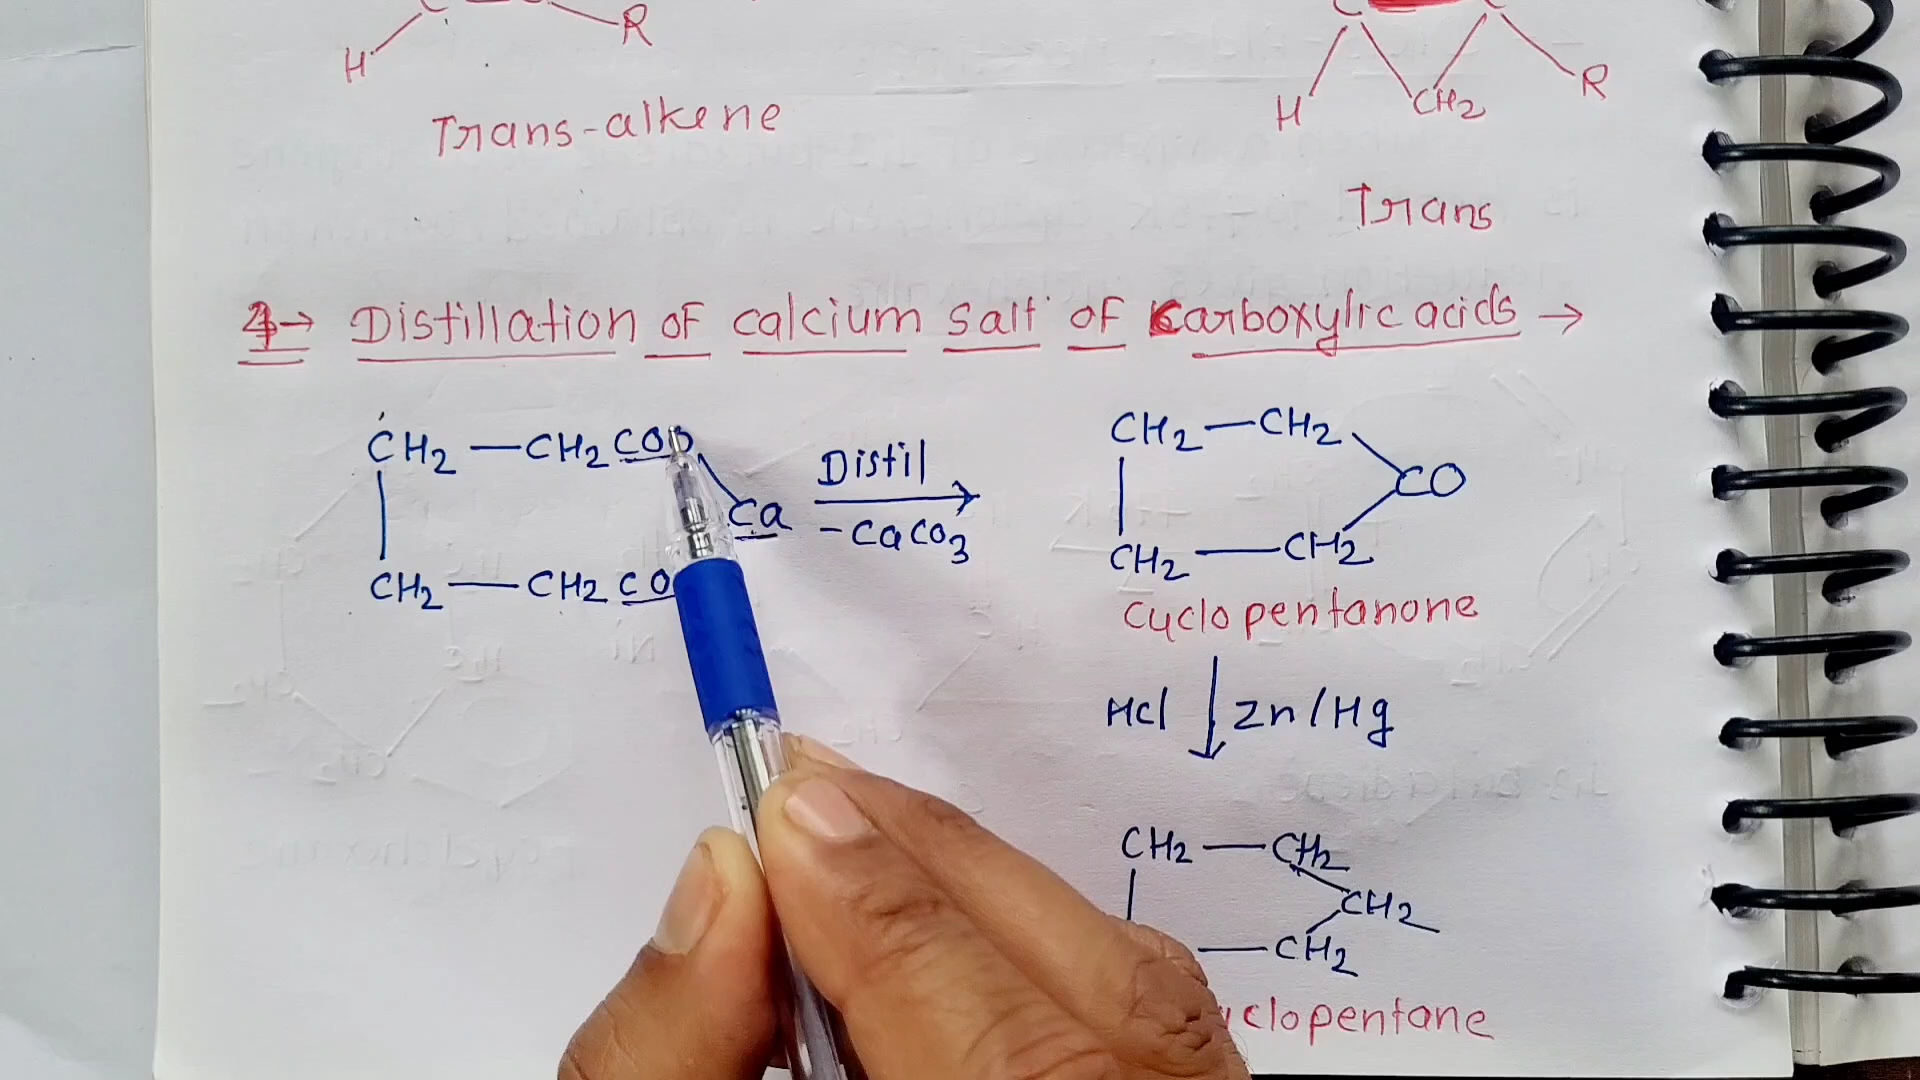 H R
Trans-alkene
H CH2 R
Trans
4→ Distillation of calcium salt of carboxylic acids →
CH2 — CH2 COO
Ca
CH2 — CH2 CO
Distil
- CaCO3
CH2 — CH2
CO
CH2 — CH2
Cyclopentanone
HCl Zn/Hg
CH2 — CH2
CH2
— CH2
yclopentane